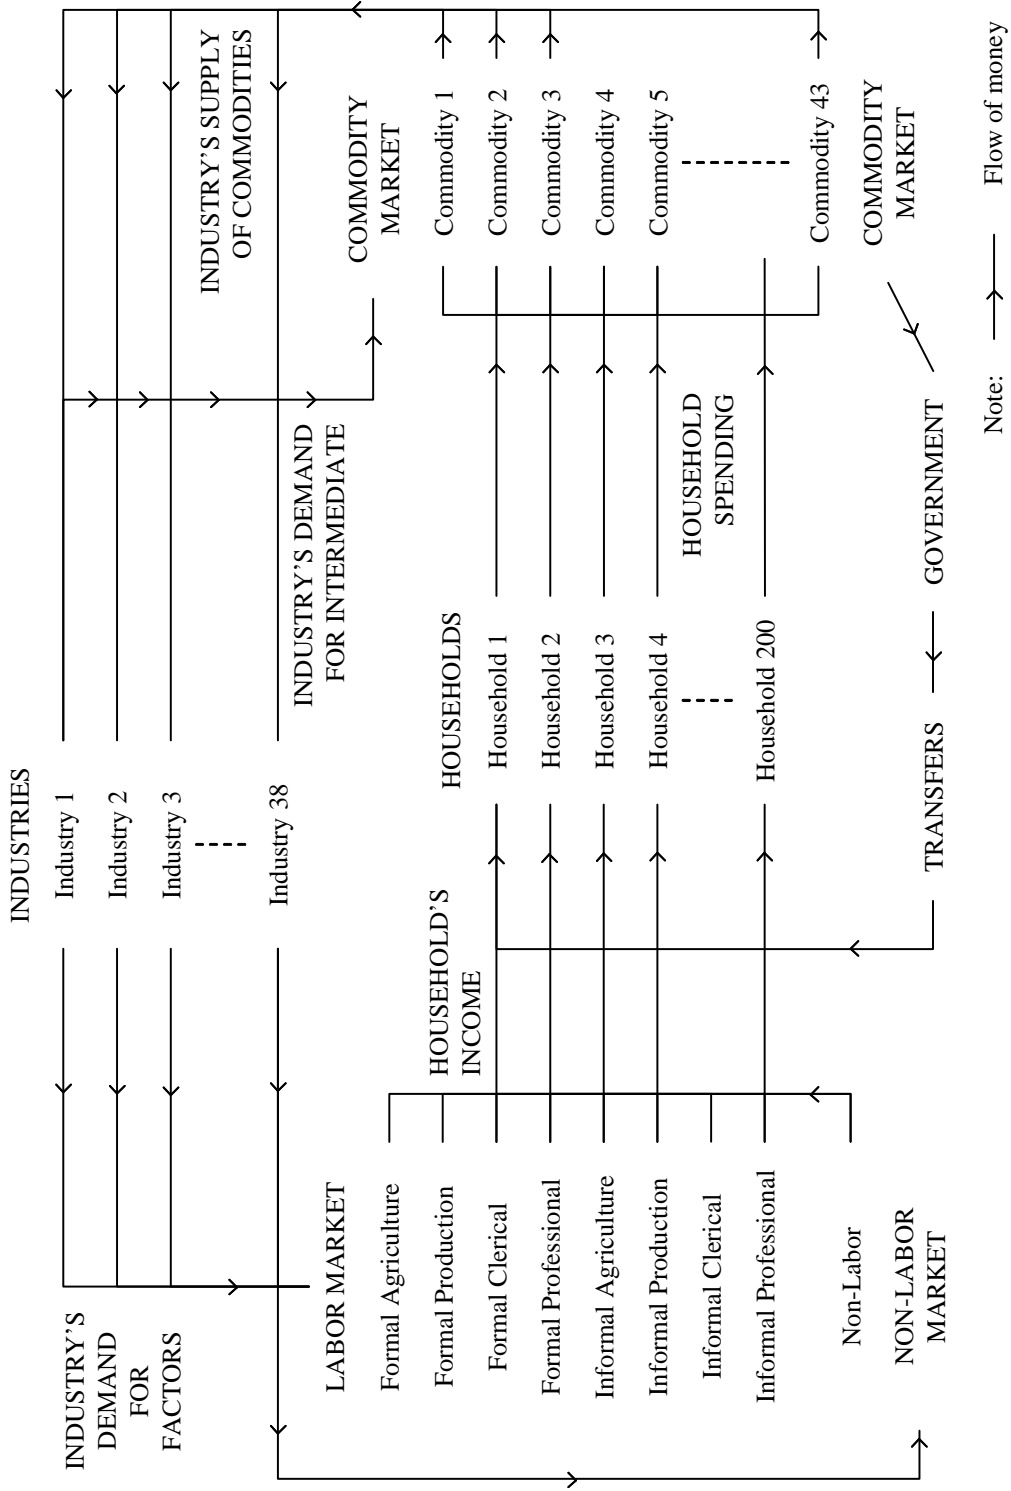 INDUSTRIES
Industry 1
Industry 2
Industry 3
Industry 38
INDUSTRY'S
DEMAND
FOR
FACTORS
INDUSTRY'S SUPPLY
OF COMMODITIES
INDUSTRY'S DEMAND
FOR INTERMEDIATE
LABOR MARKET
Formal Agriculture
Formal Production
Formal Clerical
Formal Professional
Informal Agriculture
Informal Production
Informal Clerical
Informal Professional
Non-Labor
NON-LABOR
MARKET
HOUSEHOLD'S
INCOME
HOUSEHOLDS
Household 1
Household 2
Household 3
Household 4
Household 200
HOUSEHOLD
SPENDING
COMMODITY
MARKET
Commodity 1
Commodity 2
Commodity 3
Commodity 4
Commodity 5
Commodity 43
COMMODITY
MARKET
TRANSFERS
GOVERNMENT
Note:
Flow of money